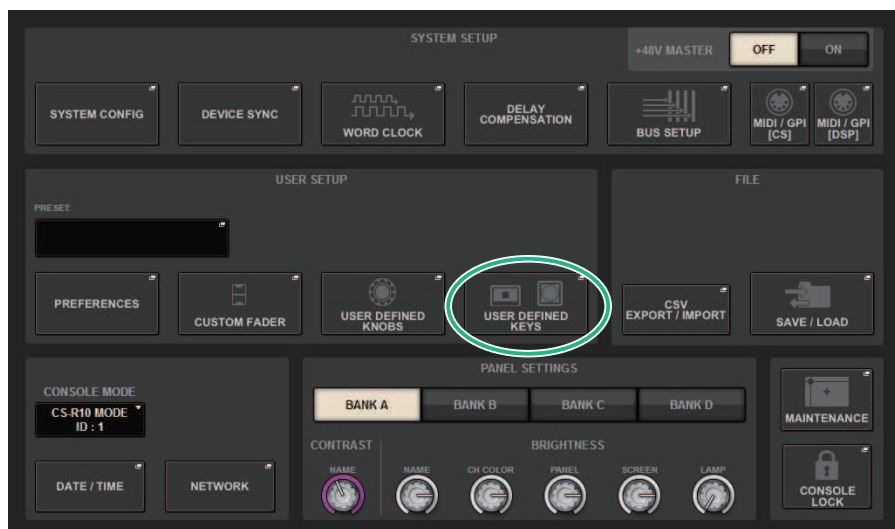 SYSTEM SETUP
+48V MASTER
OFF
ON
SYSTEM CONFIG
DEVICE SYNC
WORD CLOCK
DELAY
COMPENSATION
BUS SETUP
MIDI / GPI
[CS]
MIDI / GPI
[DSP]
USER SETUP
PRESET
PREFERENCES
CUSTOM FADER
USER DEFINED
KNOBS
USER DEFINED
KEYS
FILE
CSV
EXPORT / IMPORT
SAVE / LOAD
CONSOLE MODE
CS-R10 MODE
ID : 1
DATE / TIME
NETWORK
PANEL SETTINGS
BANK A
BANK B
BANK C
BANK D
CONTRAST
BRIGHTNESS
NAME
NAME
CH COLOR
PANEL
SCREEN
LAMP
MAINTENANCE
CONSOLE
LOCK